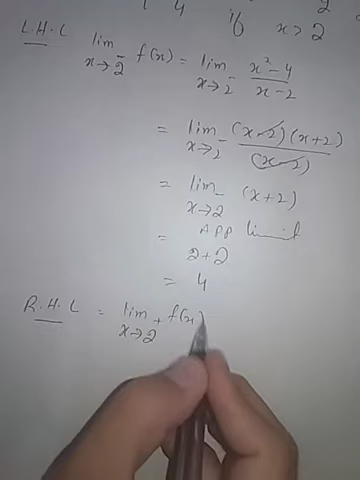 4 if x > 2
L.H.L lim x→2⁻ f(x) = lim x→2⁻ x²-4 / x-2
= lim x→2⁻ (x-2)(x+2) / (x-2)
= lim x→2⁻ (x+2)
= App limit
2+2
= 4
R.H.L = lim x→2⁺ f(x)